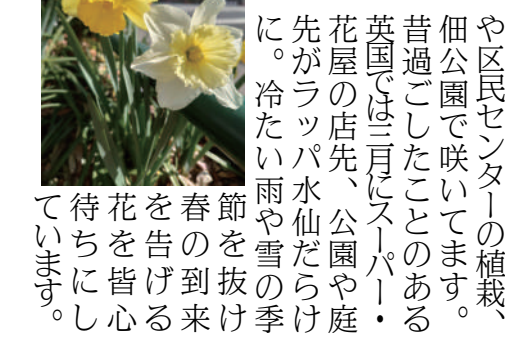 や区民センターの植栽、
佃公園で咲いてます。
昔過ごしたことのある
英国では三月にスーパー・
花屋の店先、公園や庭
先がラッパ水仙だらけ
に。冷たい雨や雪の季
節を抜け
春の到来
を告げる
花を皆心
待ちにし
ています。